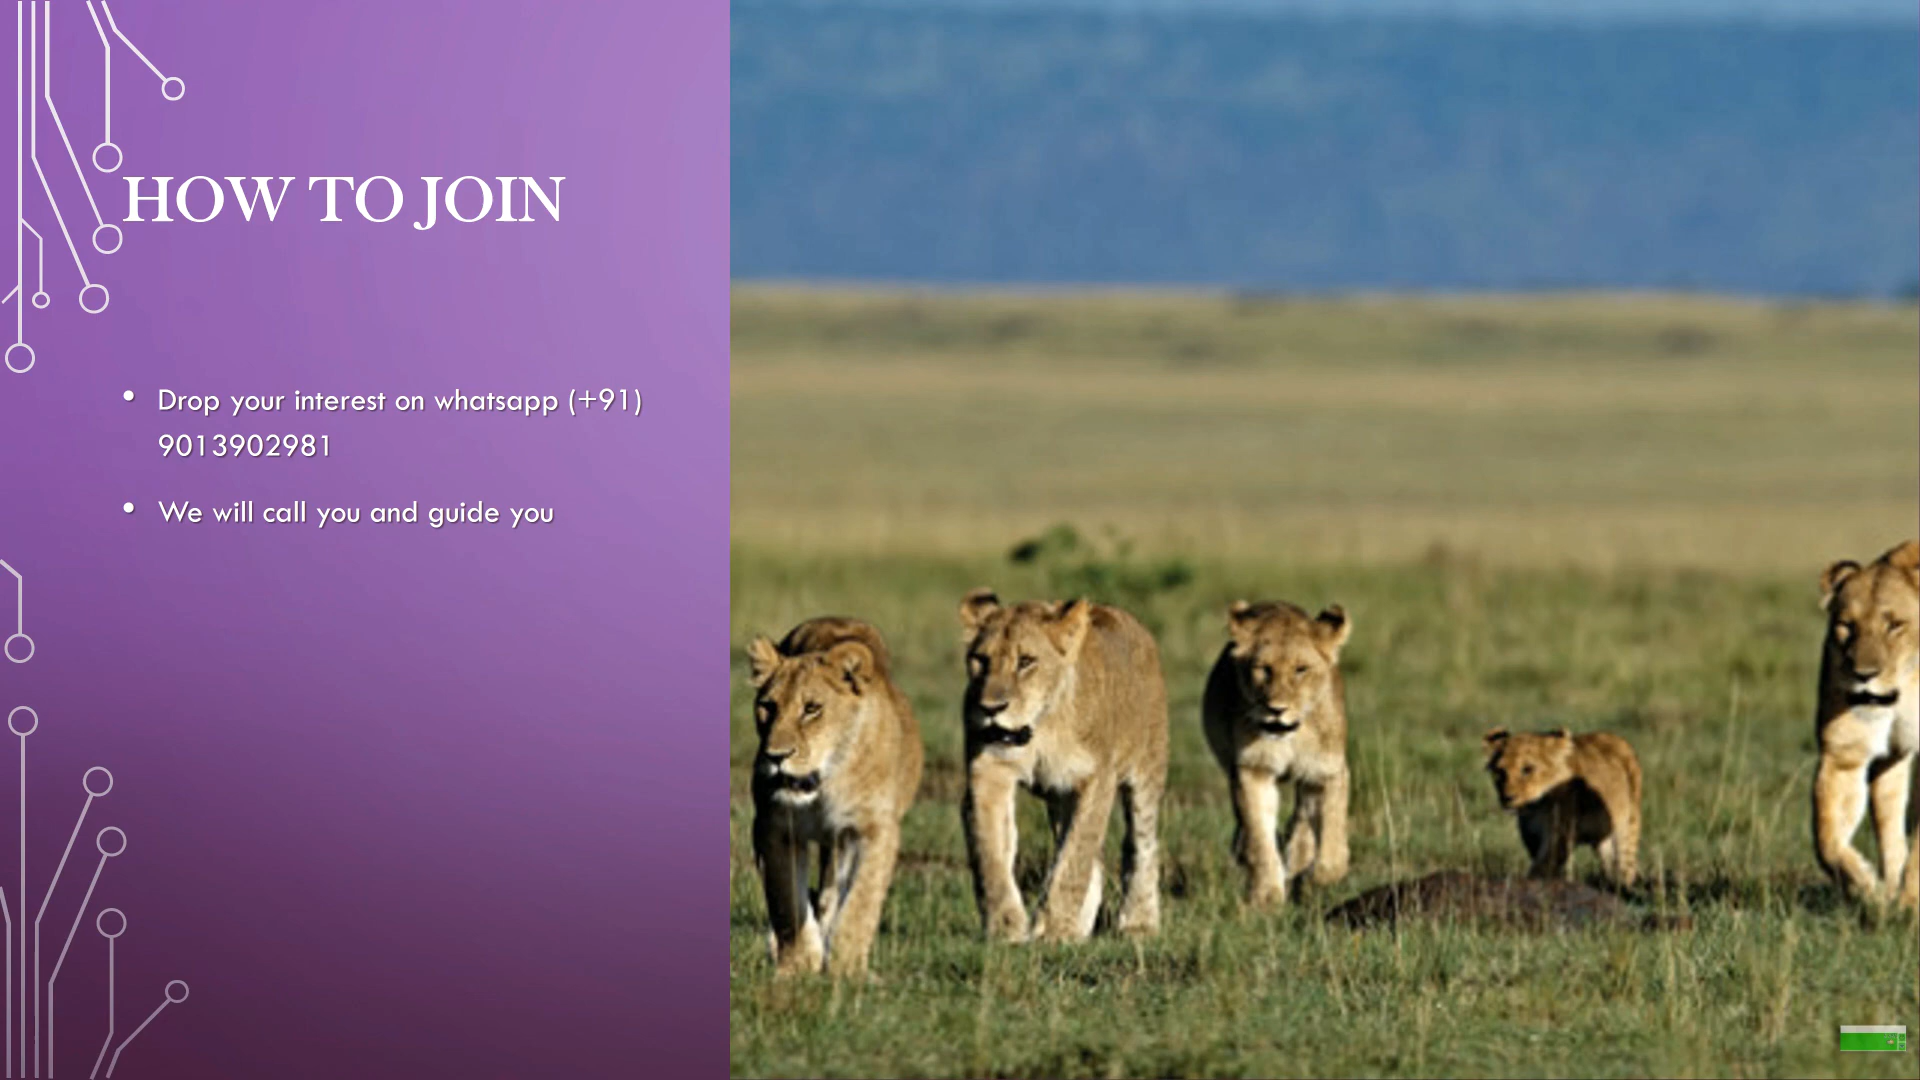 HOW TO JOIN
• Drop your interest on whatsapp (+91)
9013902981
• We will call you and guide you